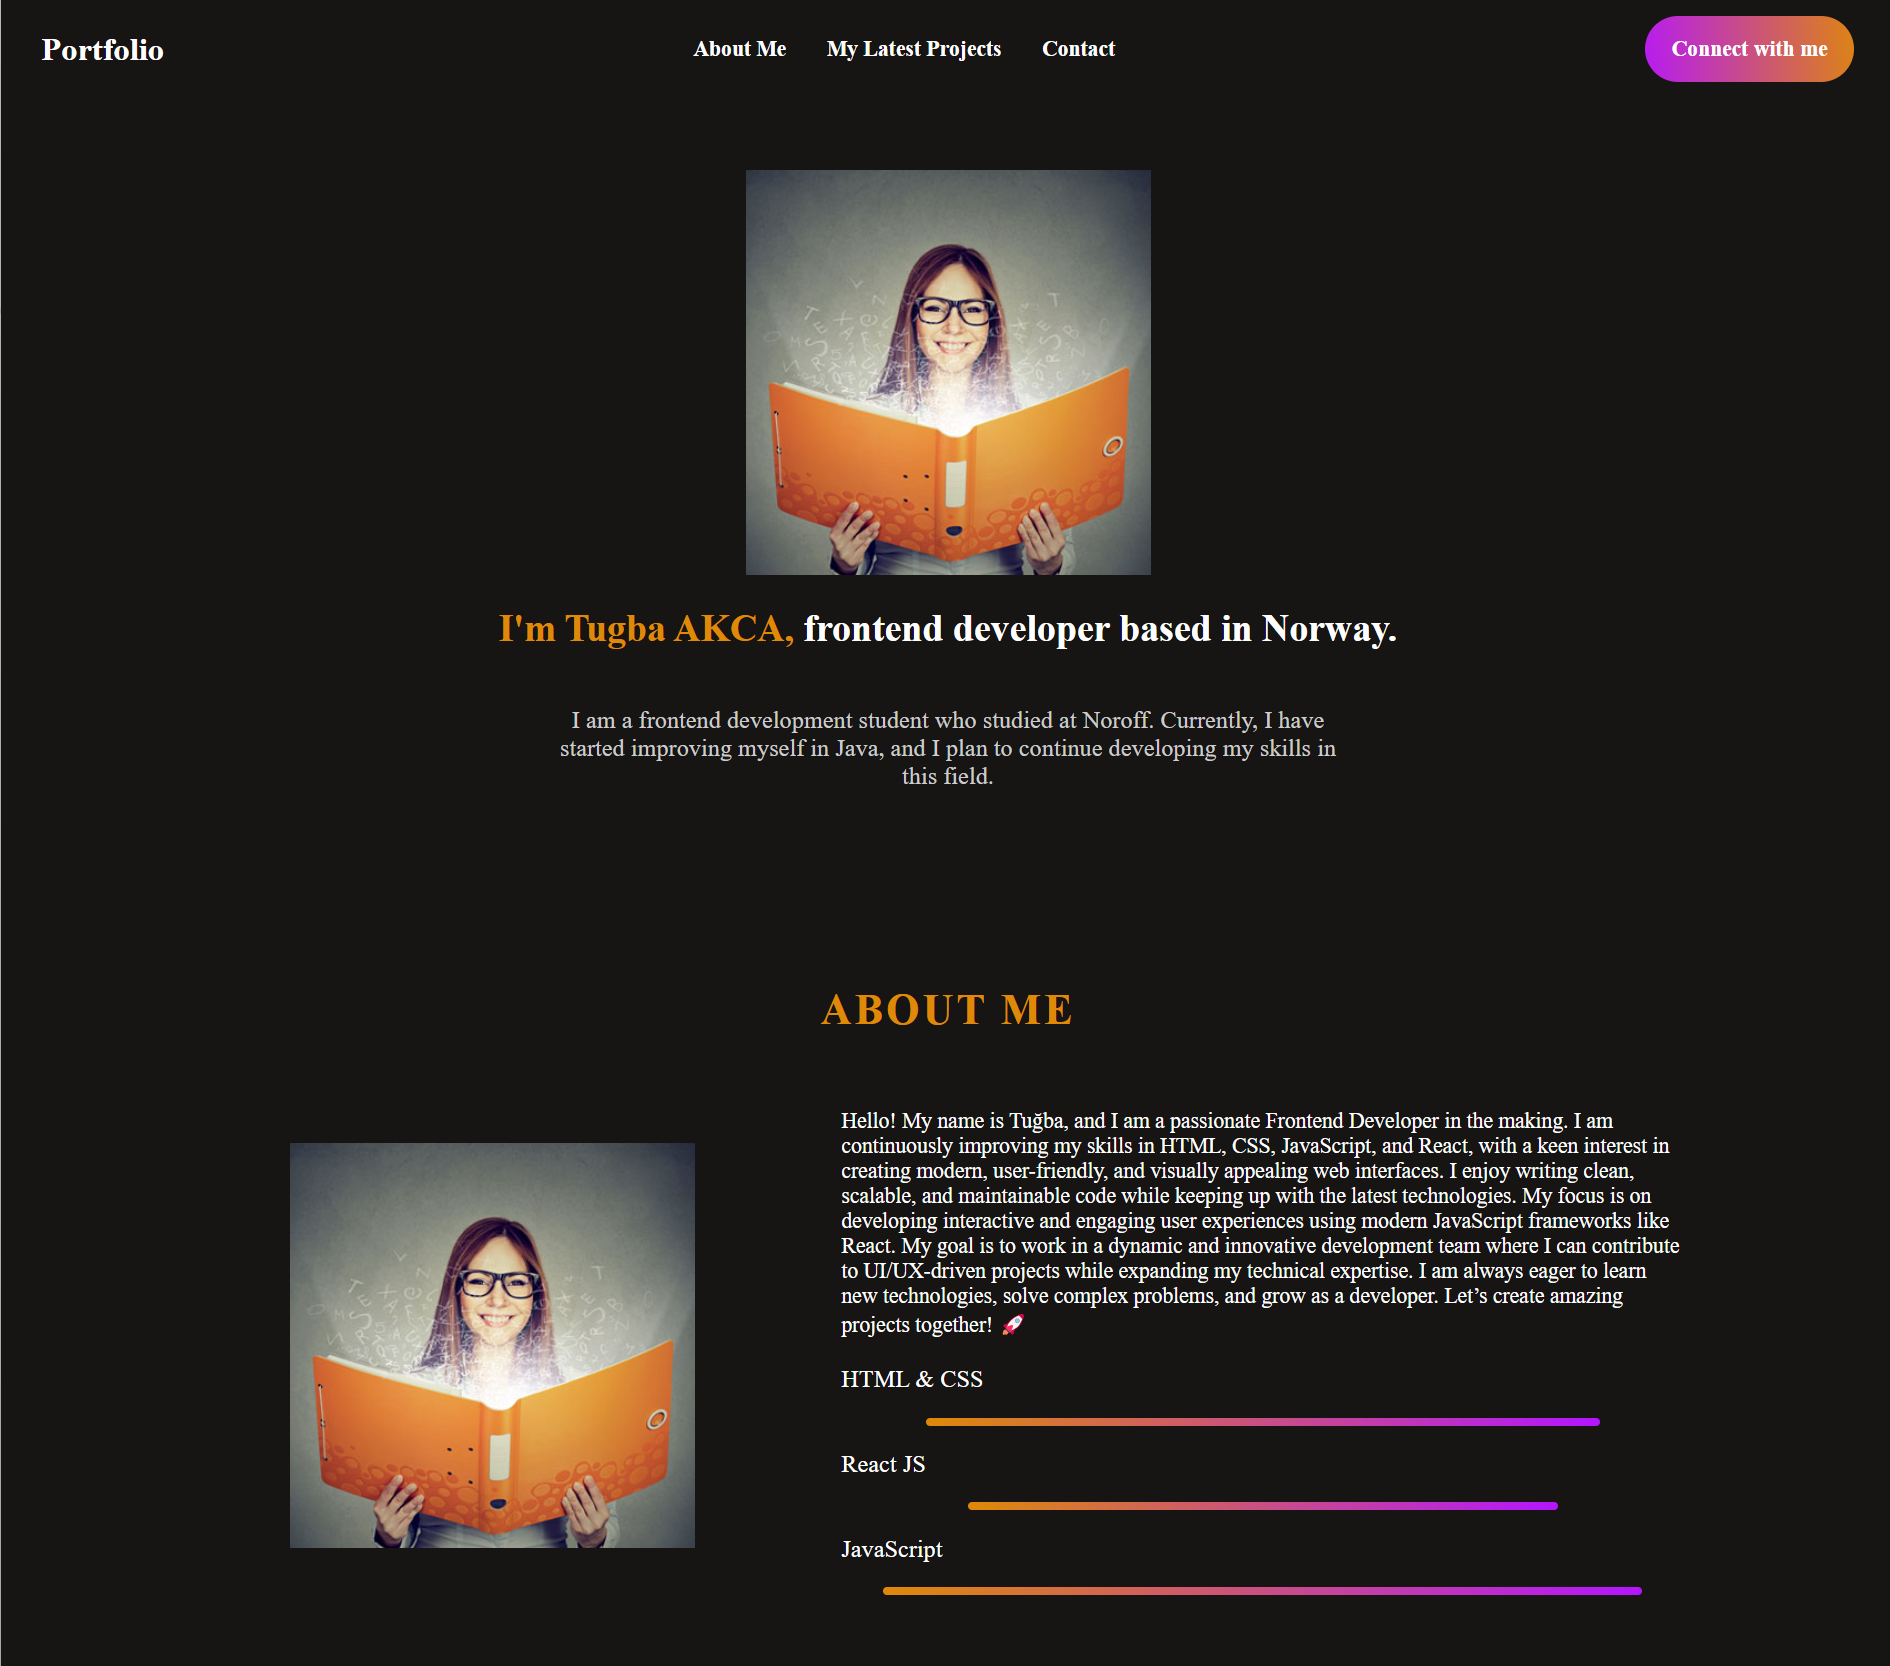 Portfolio
About Me
My Latest Projects
Contact
Connect with me
I'm Tugba AKCA, frontend developer based in Norway.
I am a frontend development student who studied at Noroff. Currently, I have
started improving myself in Java, and I plan to continue developing my skills in
this field.
ABOUT ME
Hello! My name is Tuğba, and I am a passionate Frontend Developer in the making. I am
continuously improving my skills in HTML, CSS, JavaScript, and React, with a keen interest in
creating modern, user-friendly, and visually appealing web interfaces. I enjoy writing clean,
scalable, and maintainable code while keeping up with the latest technologies. My focus is on
developing interactive and engaging user experiences using modern JavaScript frameworks like
React. My goal is to work in a dynamic and innovative development team where I can contribute
to UI/UX-driven projects while expanding my technical expertise. I am always eager to learn
new technologies, solve complex problems, and grow as a developer. Let’s create amazing
projects together! 🚀
HTML & CSS
React JS
JavaScript